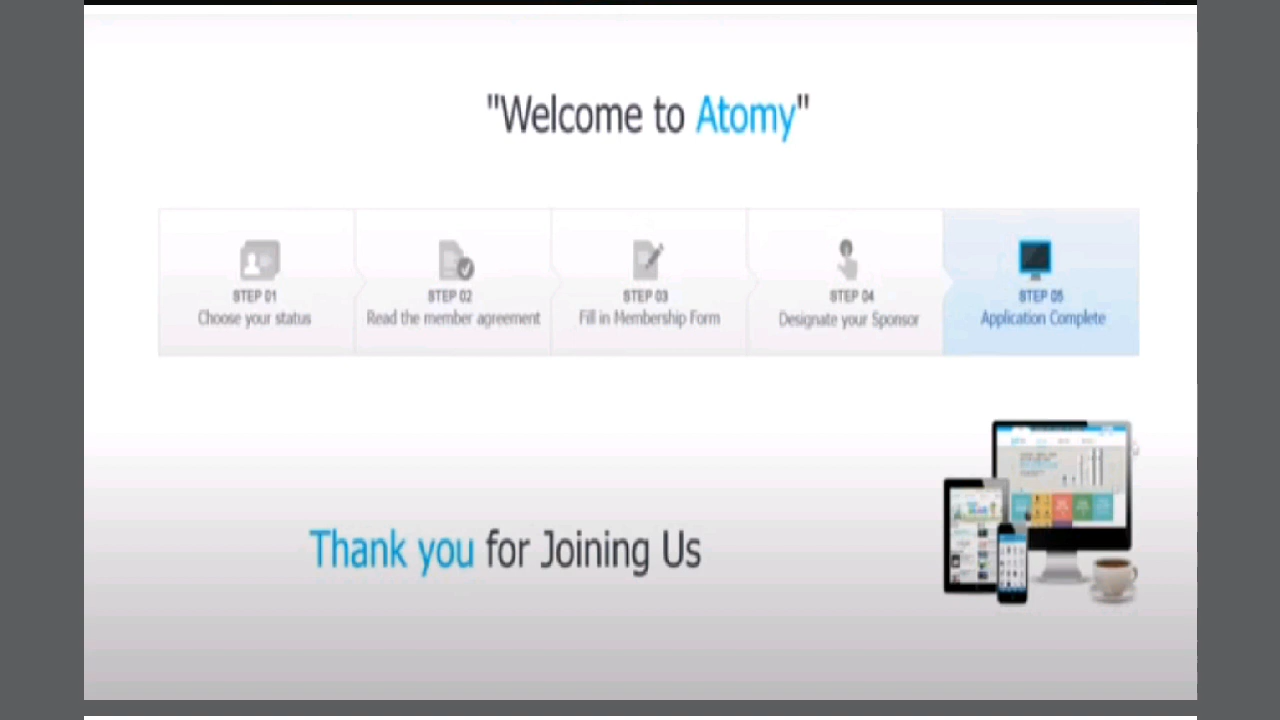 "Welcome to Atomy"
STEP 01
Choose your status
STEP 02
Read the member agreement
STEP 03
Fill in Membership Form
STEP 04
Designate your Sponsor
STEP 05
Application Complete
Thank you for Joining Us